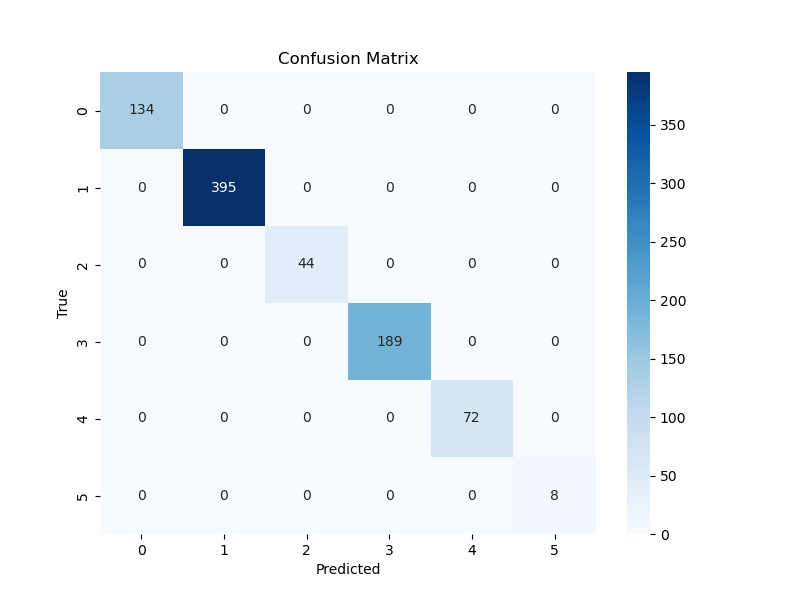 Confusion Matrix
True
0 134 0 0 0 0 0
1 0 395 0 0 0 0
2 0 0 44 0 0 0
3 0 0 0 189 0 0
4 0 0 0 0 72 0
5 0 0 0 0 0 8
0 1 2 3 4 5
Predicted
350
300
250
200
150
100
50
0